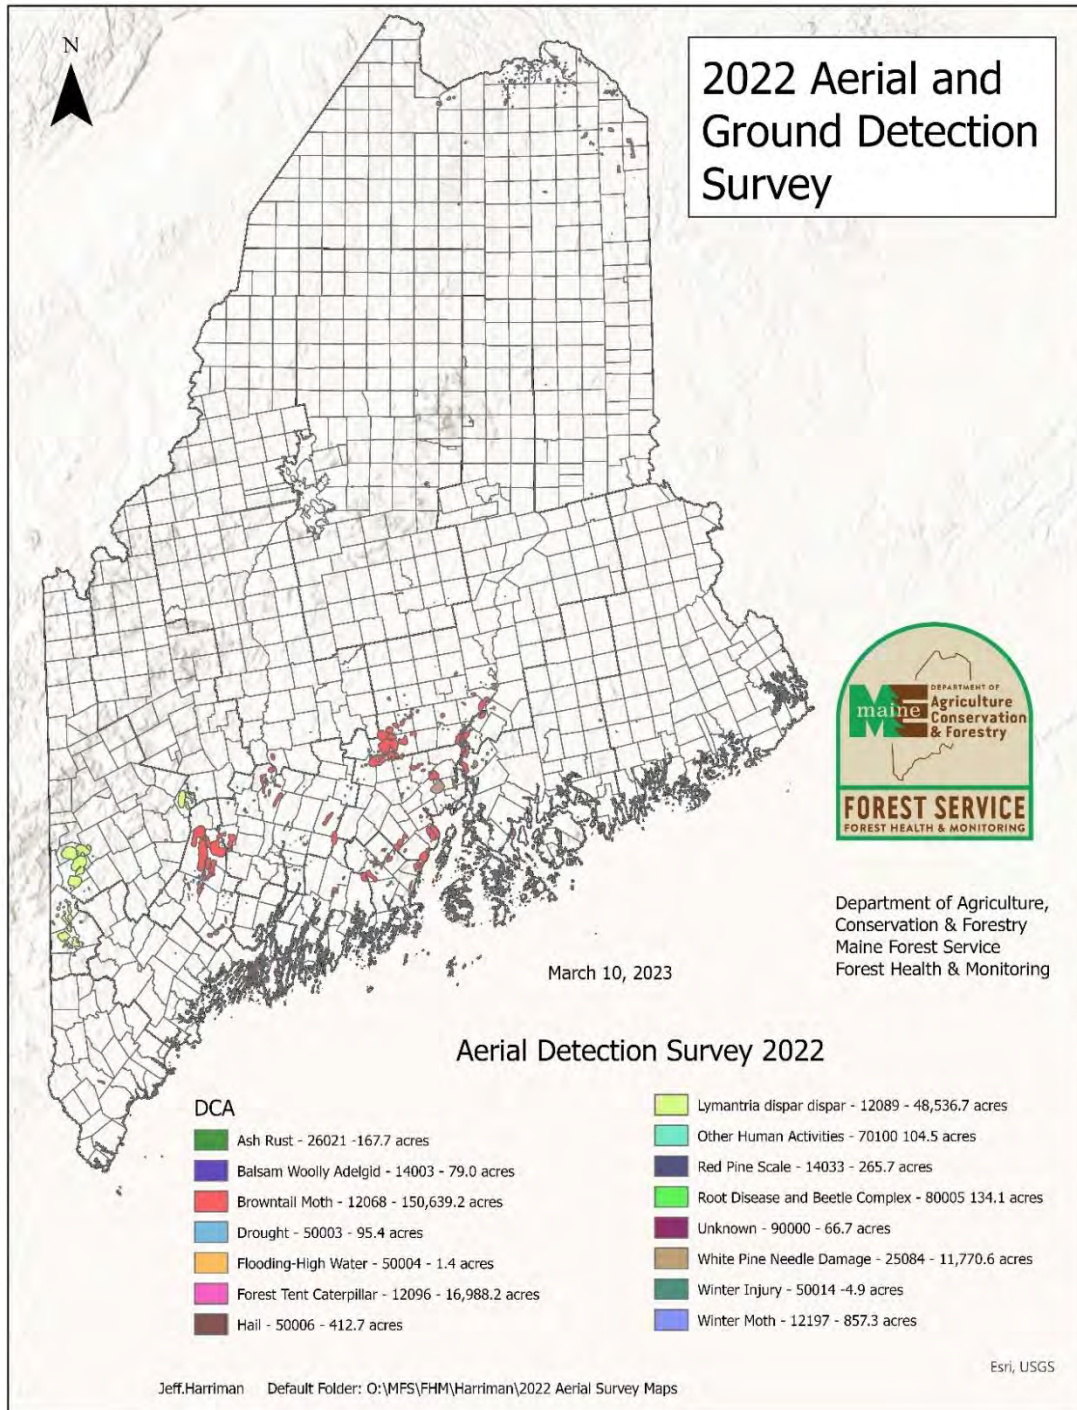 N
2022 Aerial and
Ground Detection
Survey
maine
DEPARTMENT OF
Agriculture
Conservation
& Forestry
FOREST SERVICE
FOREST HEALTH & MONITORING
Department of Agriculture,
Conservation & Forestry
Maine Forest Service
Forest Health & Monitoring
March 10, 2023
Aerial Detection Survey 2022
DCA
Ash Rust - 26021 -167.7 acres
Balsam Woolly Adelgid - 14003 - 79.0 acres
Browntail Moth - 12068 - 150,639.2 acres
Drought - 50003 - 95.4 acres
Flooding-High Water - 50004 - 1.4 acres
Forest Tent Caterpillar - 12096 - 16,988.2 acres
Hail - 50006 - 412.7 acres
Lymantria dispar dispar - 12089 - 48,536.7 acres
Other Human Activities - 70100 104.5 acres
Red Pine Scale - 14033 - 265.7 acres
Root Disease and Beetle Complex - 80005 134.1 acres
Unknown - 90000 - 66.7 acres
White Pine Needle Damage - 25084 - 11,770.6 acres
Winter Injury - 50014 -4.9 acres
Winter Moth - 12197 - 857.3 acres
Esri, USGS
Jeff.Harriman Default Folder: O:\MFS\FHM\Harriman\2022 Aerial Survey Maps